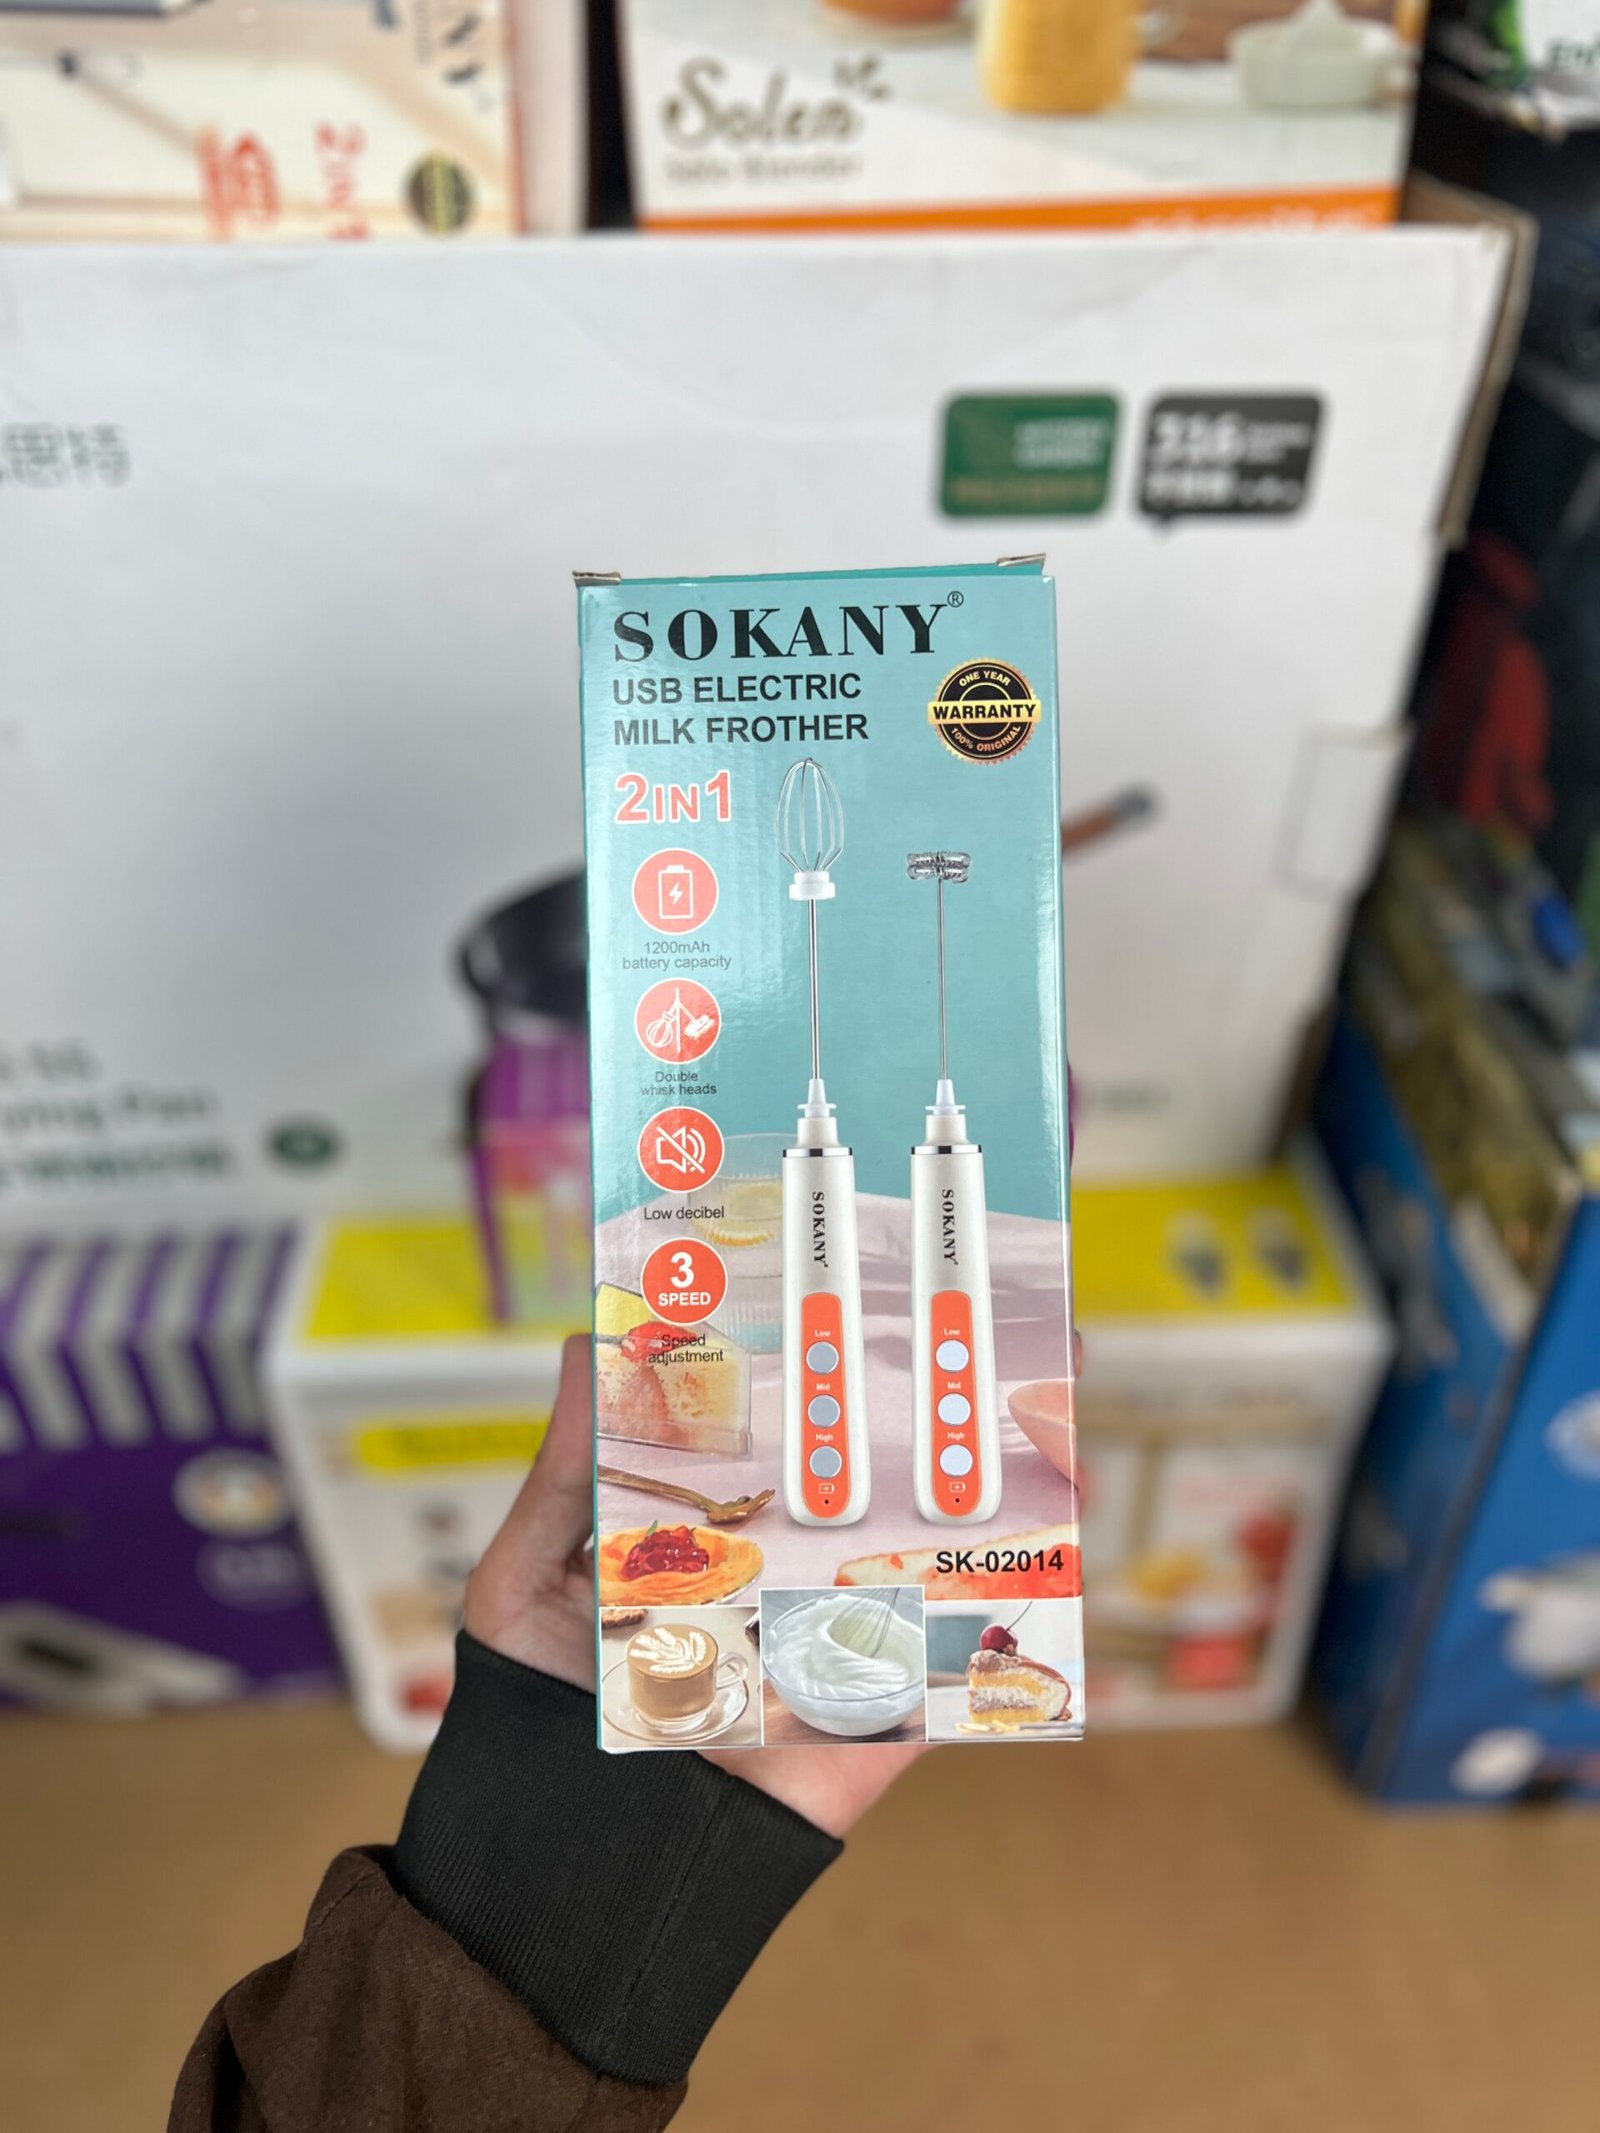 Solen
2IN1
SOKANY®
USB ELECTRIC
MILK FROTHER
ONE YEAR
WARRANTY
100% ORIGINAL
2IN1
1200mAh
battery capacity
Double
whisk heads
Low decibel
3
SPEED
Speed
adjustment
SOKANY
Low
Mid
High
SOKANY
Low
Mid
High
SK-02014